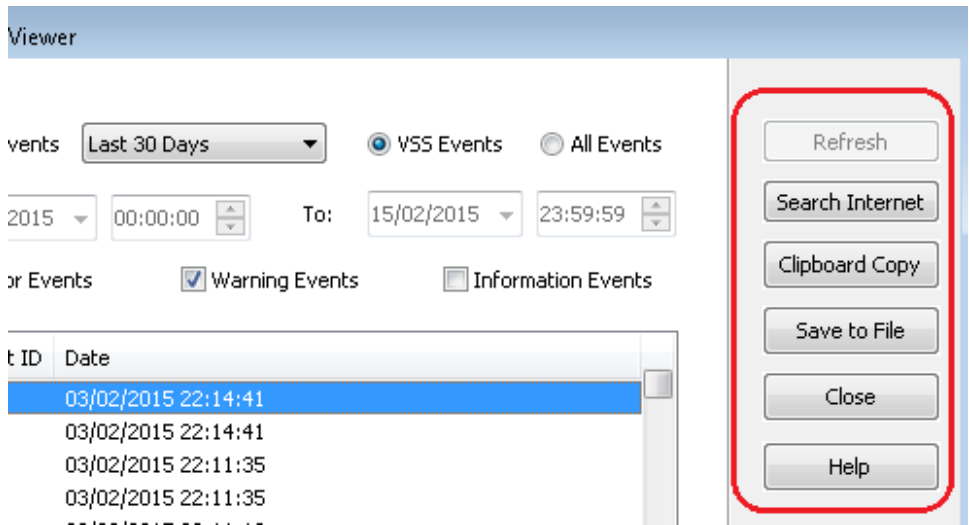 Viewer
vents Last 30 Days VSS Events All Events
Refresh
2015 00:00:00 To: 15/02/2015 23:59:59
Search Internet
or Events Warning Events Information Events
Clipboard Copy
Save to File
t ID Date
03/02/2015 22:14:41
Close
03/02/2015 22:14:41
03/02/2015 22:11:35
Help
03/02/2015 22:11:35